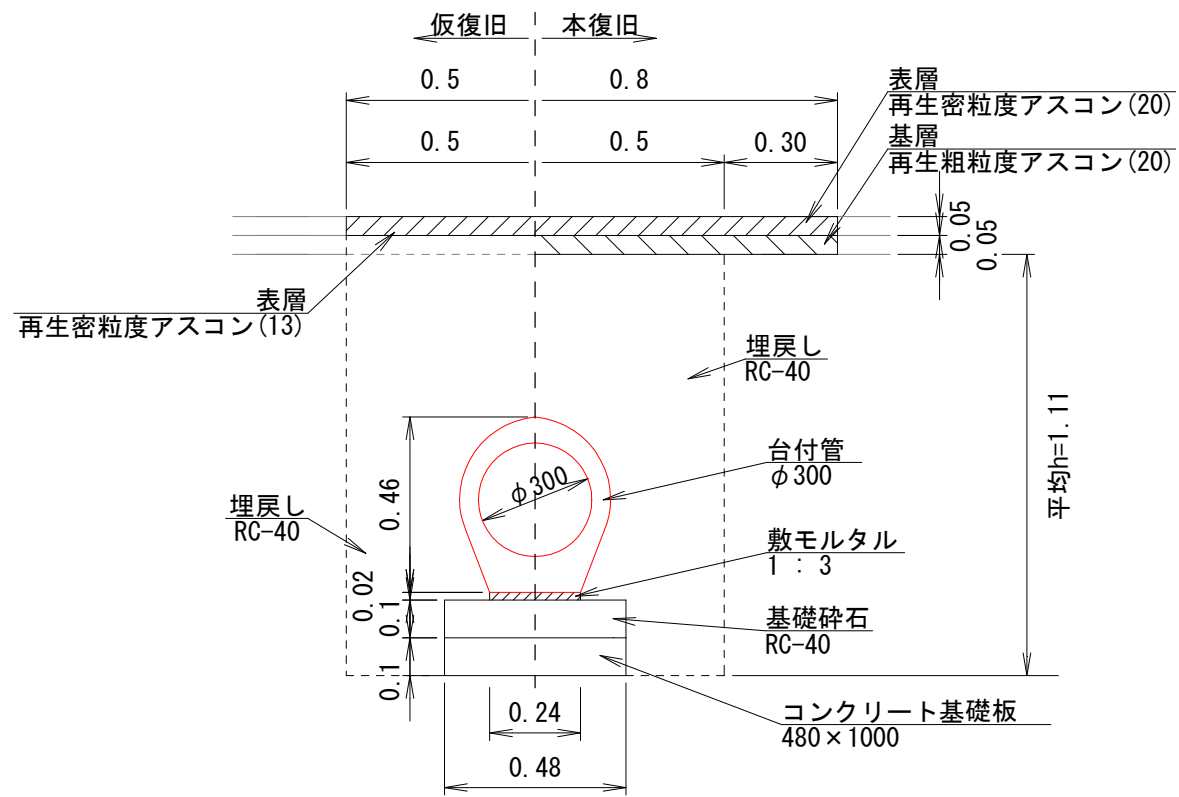 仮復旧
本復旧
0.5
0.8
表層
再生密粒度アスコン(20)
0.5
0.5
0.30
基層
再生粗粒度アスコン(20)
0.05
0.05
表層
再生密粒度アスコン(13)
埋戻し
RC-40
平均h=1.11
台付管
φ300
φ300
0.46
埋戻し
RC-40
敷モルタル
1 : 3
0.02
0.1
基礎砕石
RC-40
0.1
コンクリート基礎板
480×1000
0.24
0.48